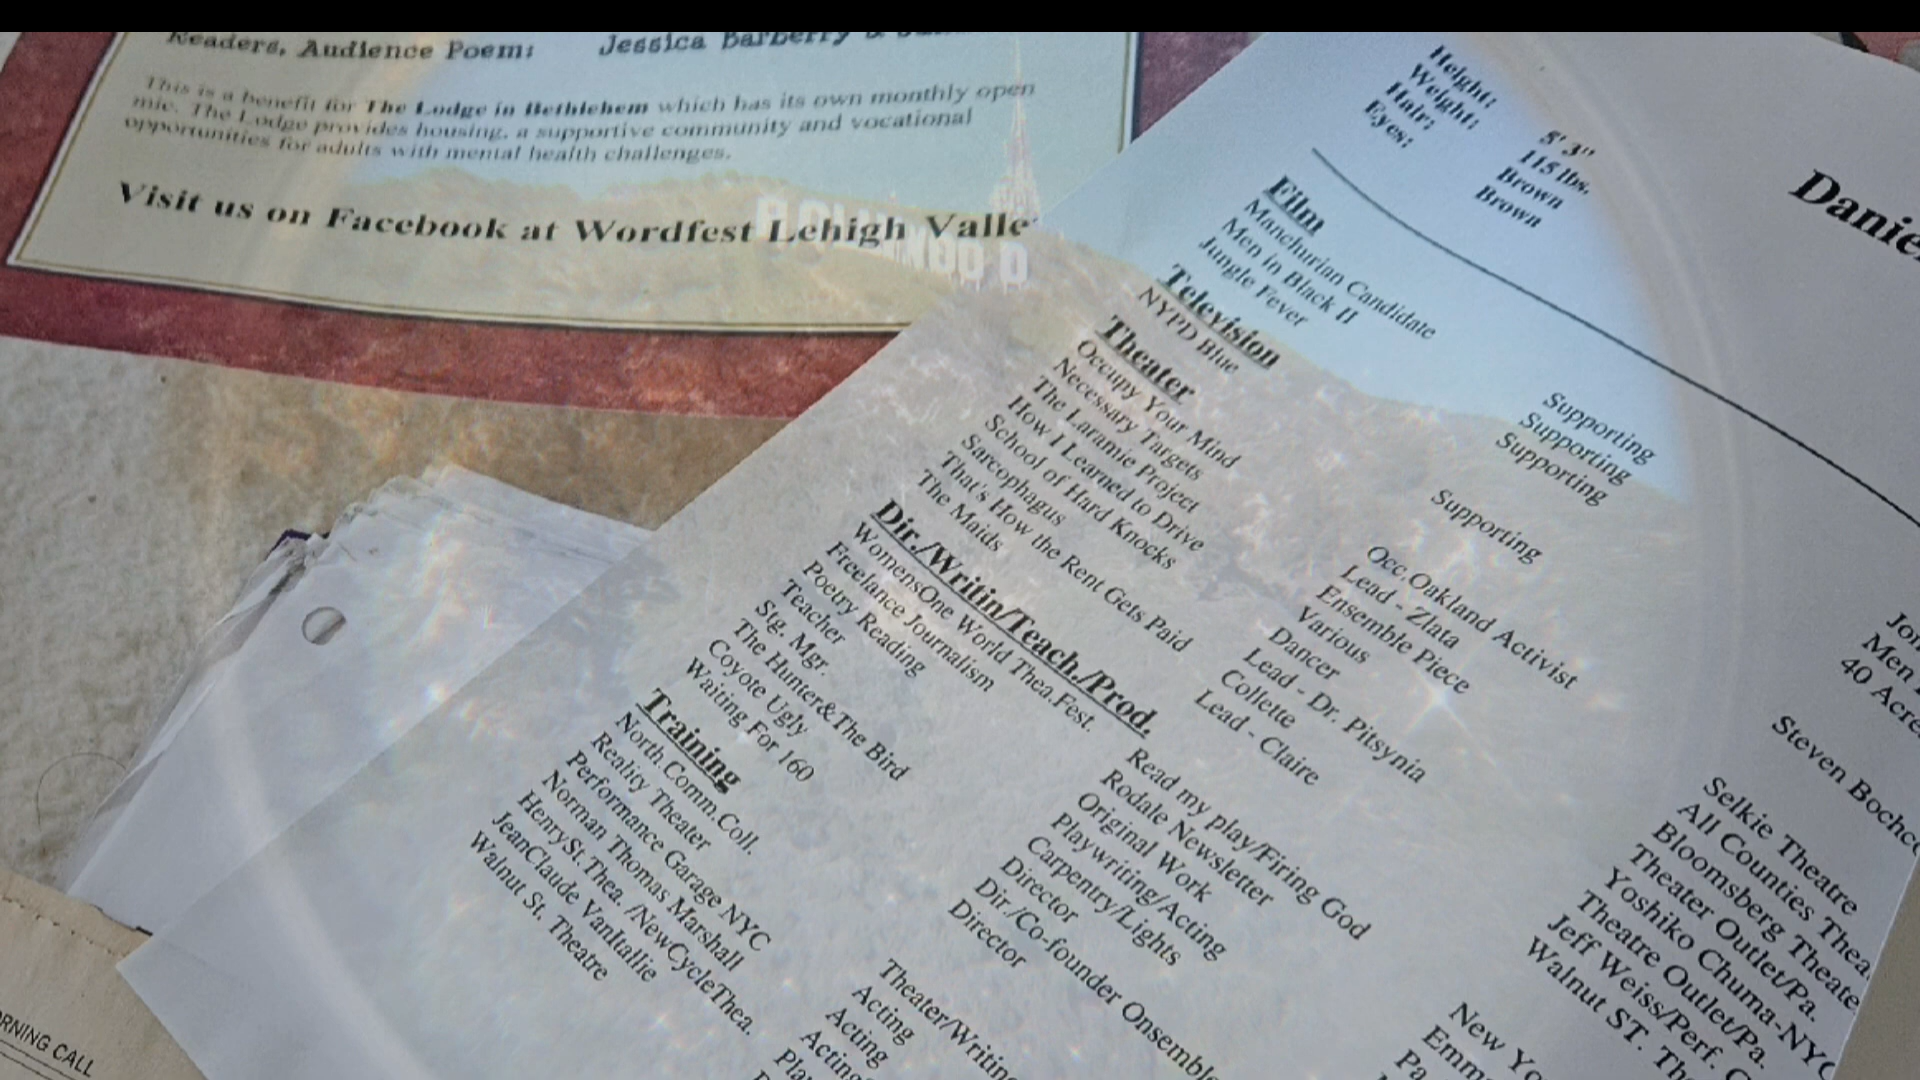 Readers, Audience Poem: Jessica Barberry &
This is a benefit for The Lodge in Bethlehem which has its own monthly open
mic. The Lodge provides housing, a supportive community and vocational
opportunities for adults with mental health challenges.
Visit us on Facebook at Wordfest Lehigh Valle
Height: 5' 3"
Weight: 115 lbs.
Hair: Brown
Eyes: Brown
Film
Manchurian Candidate Supporting
Men in Black II Supporting
Jungle Fever Supporting
40 Acre
Television
NYPD Blue Supporting Steven Bochco
Theater
Occupy Your Mind Occ.Oakland Activist Selkie Theatre
Necessary Targets Lead - Zlata All Counties Thea.
The Laramie Project Ensemble Piece Bloomsberg Theate
How I Learned to Drive Various Theater Outlet/Pa.
School of Hard Knocks Dancer Yoshiko Chuma-NYC
Sarcophagus Lead - Dr. Pitsynia Theatre Outlet/Pa.
That's How the Rent Gets Paid Collette Jeff Weiss/Perf.
The Maids Lead - Claire Walnut ST. Th
Dir./Writin/Teach./Prod.
WomensOne World Thea.Fest. Read my play/Firing God New Yo
Freelance Journalism Rodale Newsletter Emm
Poetry Reading Original Work Pa
Teacher Playwriting/Acting
Stg. Mgr. Carpentry/Lights
The Hunter&The Bird Director
Coyote Ugly Dir./Co-founder Onsemble
Waiting For 160 Director
Training
North Comm.Coll. Theater/Writing
Reality Theater Acting
Performance Garage NYC Acting
Norman Thomas Marshall Acting
HenrySt.Thea. /NewCycleThea. Pla
JeanClaude VanItallie
Walnut St. Theatre
Danie
RNING CALL